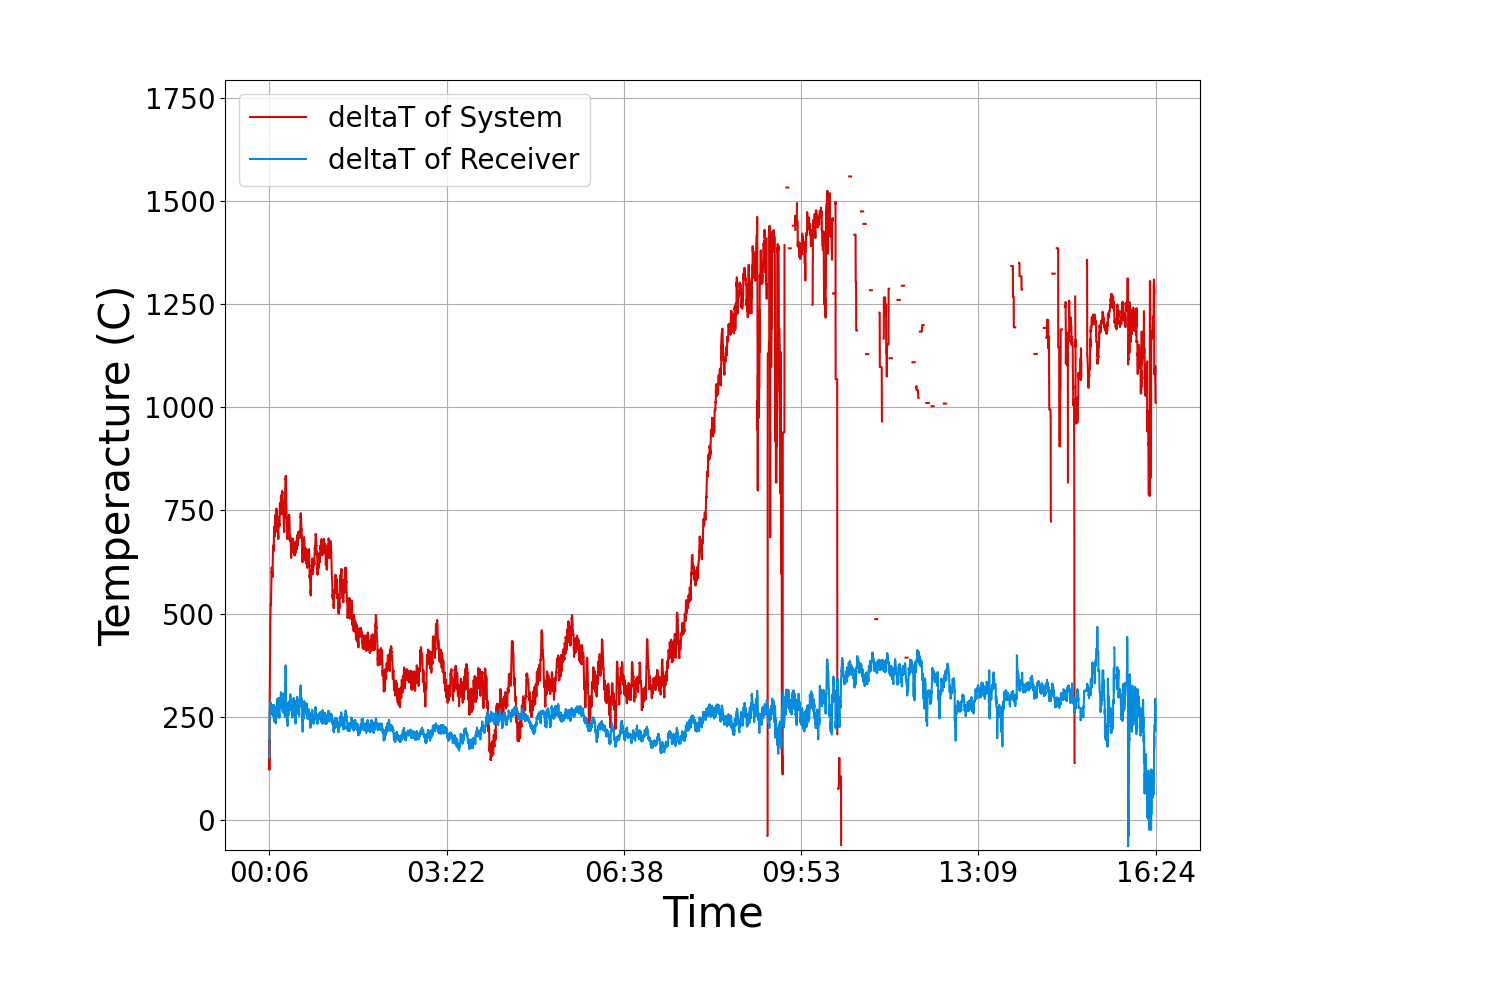 deltaT of System
deltaT of Receiver
Temperacture (C)
1750
1500
1250
1000
750
500
250
0
00:06 03:22 06:38 09:53 13:09 16:24
Time